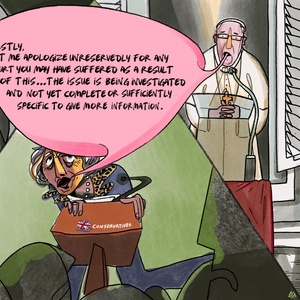 STLY,
T ME APOLOGIZE UNRESERVEDLY FOR ANY
URT YOU MAY HAVE SUFFERED AS A RESULT
OF THIS...THE ISSUE IS BEING INVESTIGATED
AND NOT YET COMPLETE OR SUFFICIENTLY
SPECIFIC TO GIVE MORE INFORMATION.
CONSERVATIVES